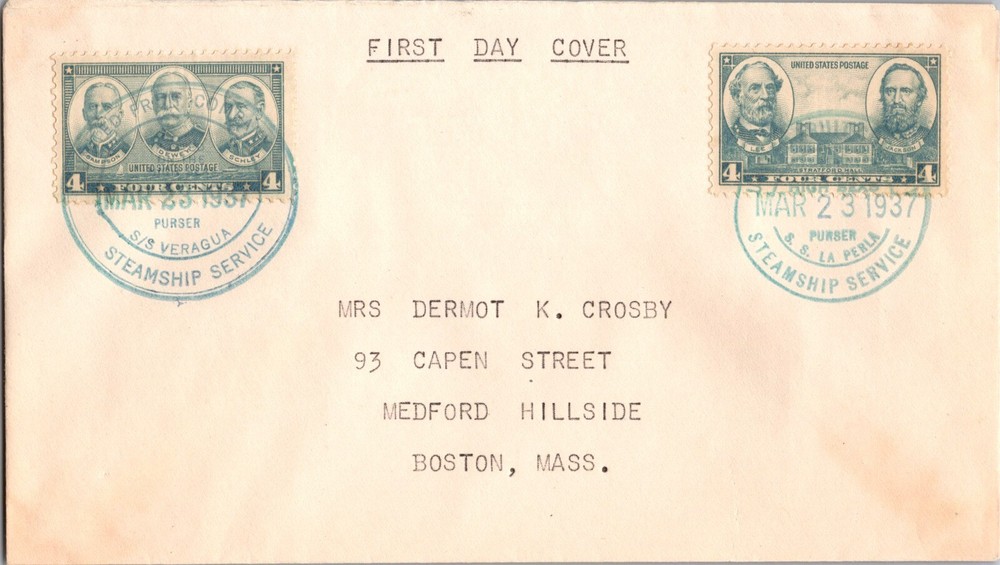 FIRST DAY COVER
FRUIT CO
SAMPSON
DEWEY
SCHLEY
UNITED STATES POSTAGE
4 FOUR CENTS 4
MAR 23 1937
PURSER
S/S VERAGUA
STEAMSHIP SERVICE
UNITED STATES POSTAGE
LEE
JACKSON
STRATFORD HALL
4 FOUR CENTS 4
MAR 23 1937
PURSER
S. S. LA PERLA
STEAMSHIP SERVICE
MRS DERMOT K. CROSBY
93 CAPEN STREET
MEDFORD HILLSIDE
BOSTON, MASS.